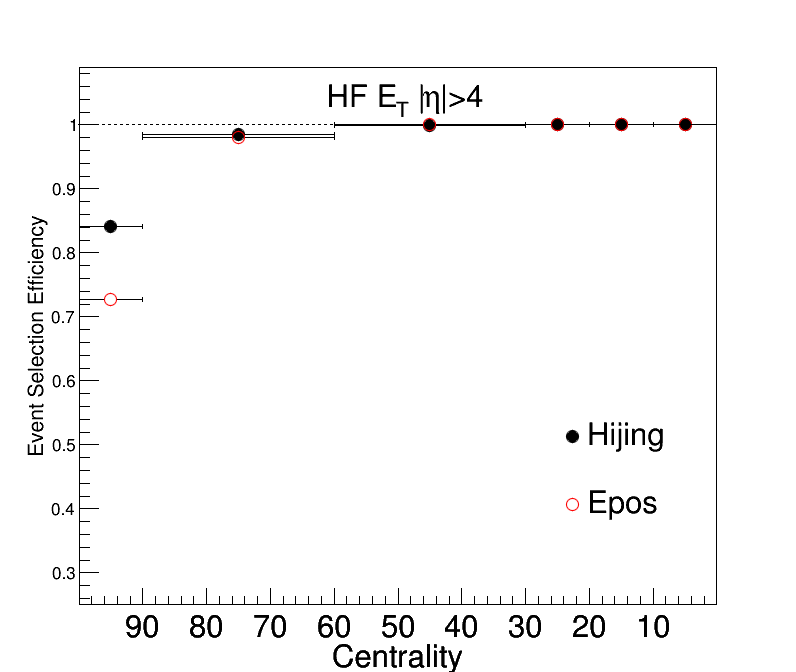 HF E_T |η|>4
1
0.9
0.8
0.7
0.6
0.5
0.4
0.3
Event Selection Efficiency
Hijing
Epos
90 80 70 60 50 40 30 20 10
Centrality